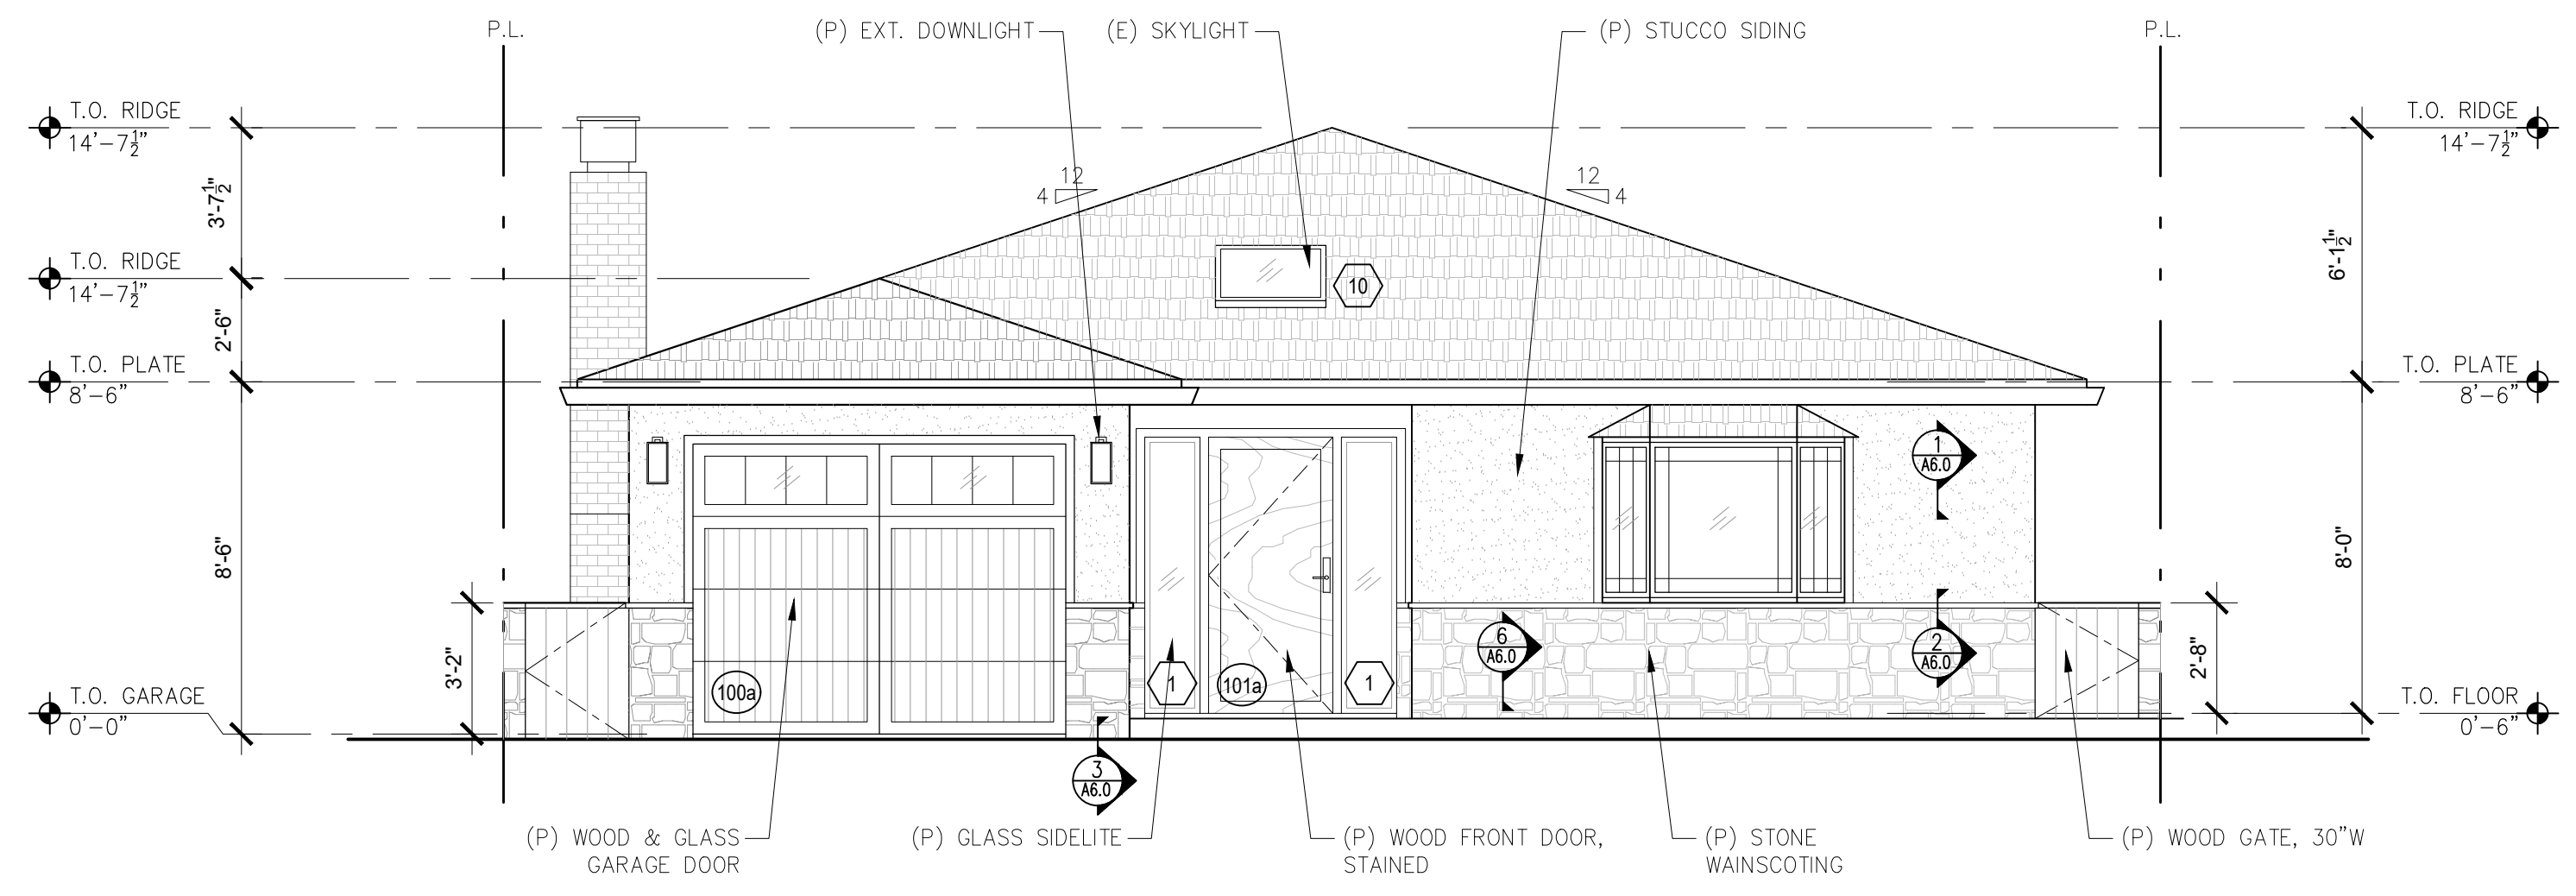 P.L.
(P) EXT. DOWNLIGHT
(E) SKYLIGHT
(P) STUCCO SIDING
P.L.
T.O. RIDGE
14'-7½"
T.O. RIDGE
14'-7½"
3'-7½"
12
4
12
4
6'-1½"
T.O. RIDGE
14'-7½"
10
2'-6"
T.O. PLATE
8'-6"
T.O. PLATE
8'-6"
1
A6.0
8'-6"
8'-0"
3'-2"
6
A6.0
2
A6.0
2'-8"
100a
1
101a
1
T.O. GARAGE
0'-0"
T.O. FLOOR
0'-6"
3
A6.0
(P) WOOD & GLASS
GARAGE DOOR
(P) GLASS SIDELITE
(P) WOOD FRONT DOOR,
STAINED
(P) STONE
WAINSCOTING
(P) WOOD GATE, 30"W